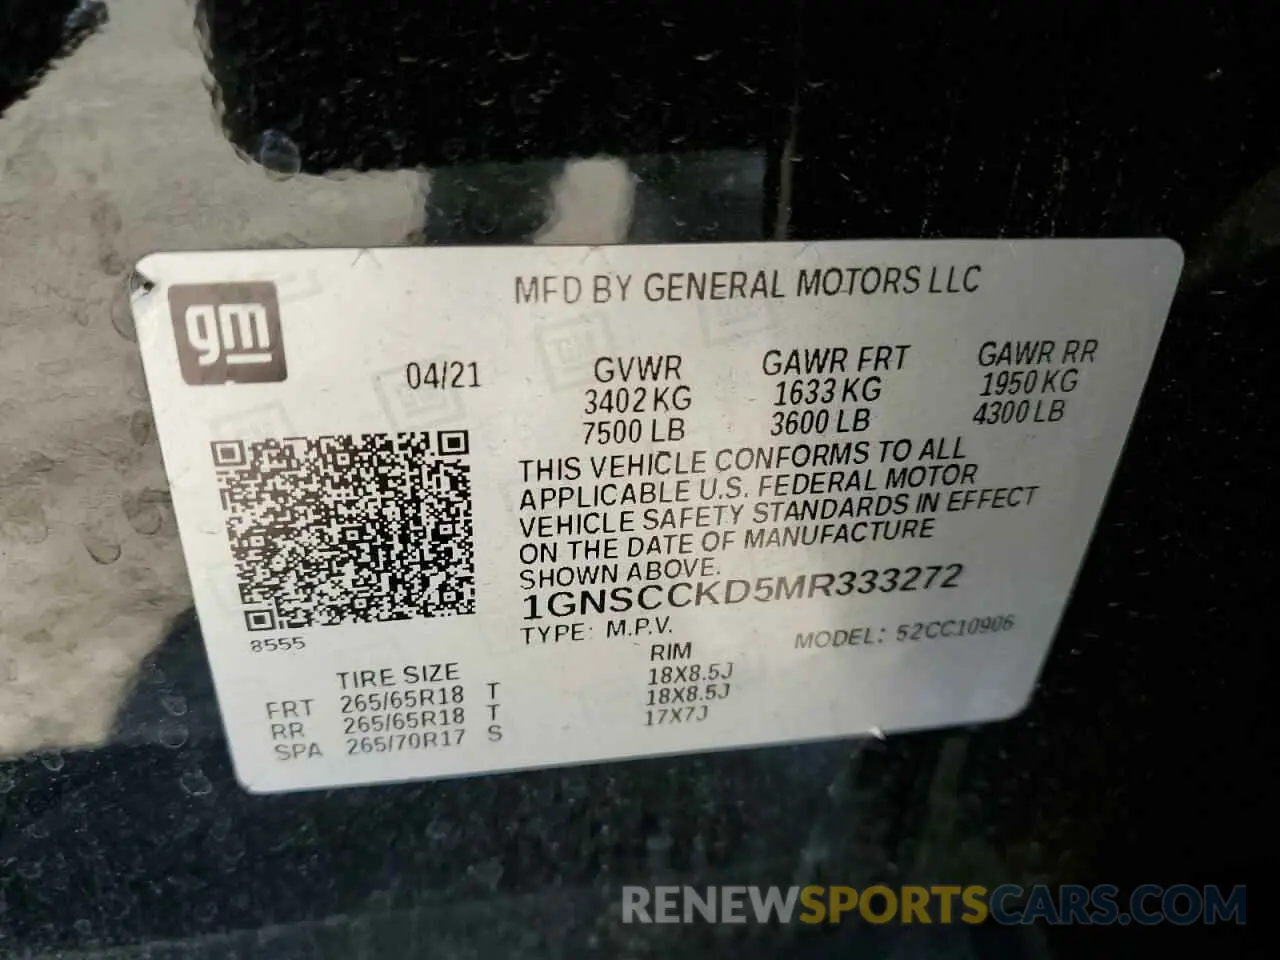 gm
MFD BY GENERAL MOTORS LLC
04/21
GVWR GAWR FRT GAWR RR
3402 KG 1633 KG 1950 KG
7500 LB 3600 LB 4300 LB
THIS VEHICLE CONFORMS TO ALL
APPLICABLE U.S. FEDERAL MOTOR
VEHICLE SAFETY STANDARDS IN EFFECT
ON THE DATE OF MANUFACTURE
SHOWN ABOVE.
1GNSCCKD5MR333272
TYPE: M.P.V. MODEL: 52CC10906
8555
TIRE SIZE RIM
FRT 265/65R18 T 18X8.5J
RR 265/65R18 T 18X8.5J
SPA 265/70R17 S 17X7J
RENEWSPORTSCARS.COM